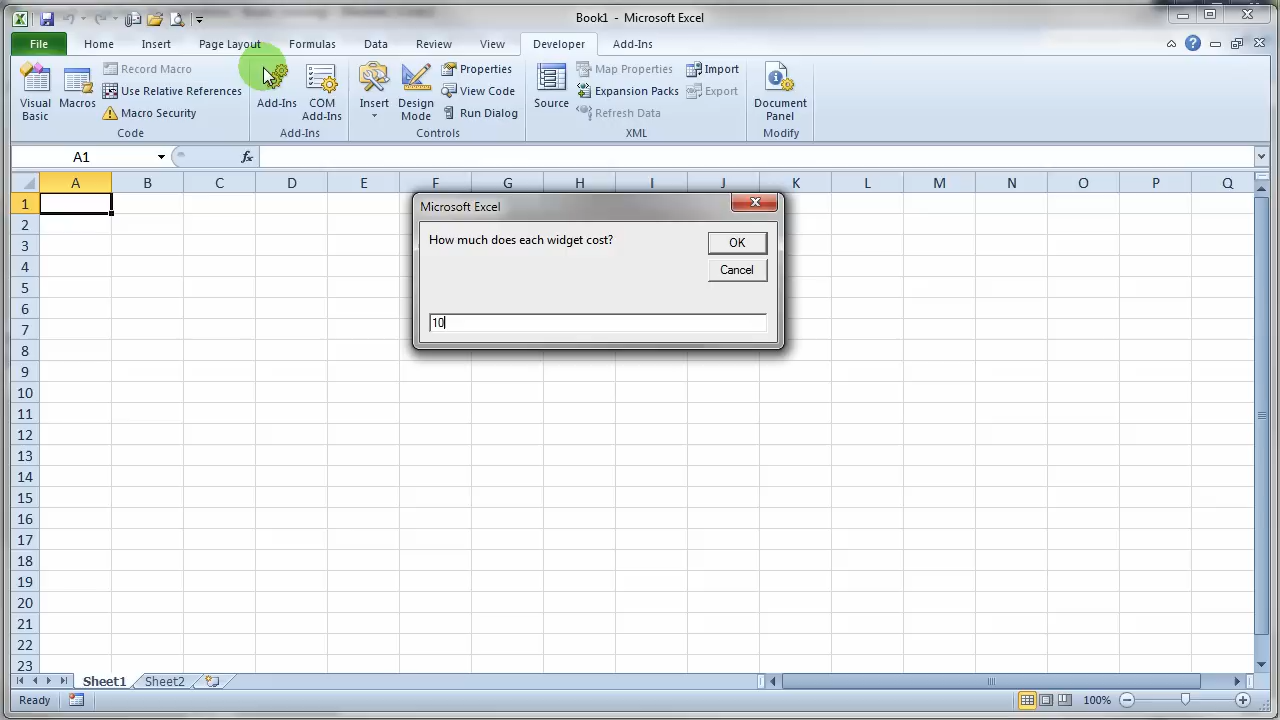 Book1 - Microsoft Excel
File Home Insert Page Layout Formulas Data Review View Developer Add-Ins
Visual Basic
Macros
Record Macro
Use Relative References
Macro Security
Code
Add-Ins
COM Add-Ins
Add-Ins
Insert
Design Mode
Properties
View Code
Run Dialog
Controls
Source
Map Properties
Expansion Packs
Refresh Data
Import
Export
XML
Document Panel
Modify
A1 fx
A B C D E F G H I J K L M N O P Q
1
2
3
4
5
6
7
8
9
10
11
12
13
14
15
16
17
18
19
20
21
22
23
Microsoft Excel
How much does each widget cost?
OK
Cancel
10
Sheet1 Sheet2
Ready 100%